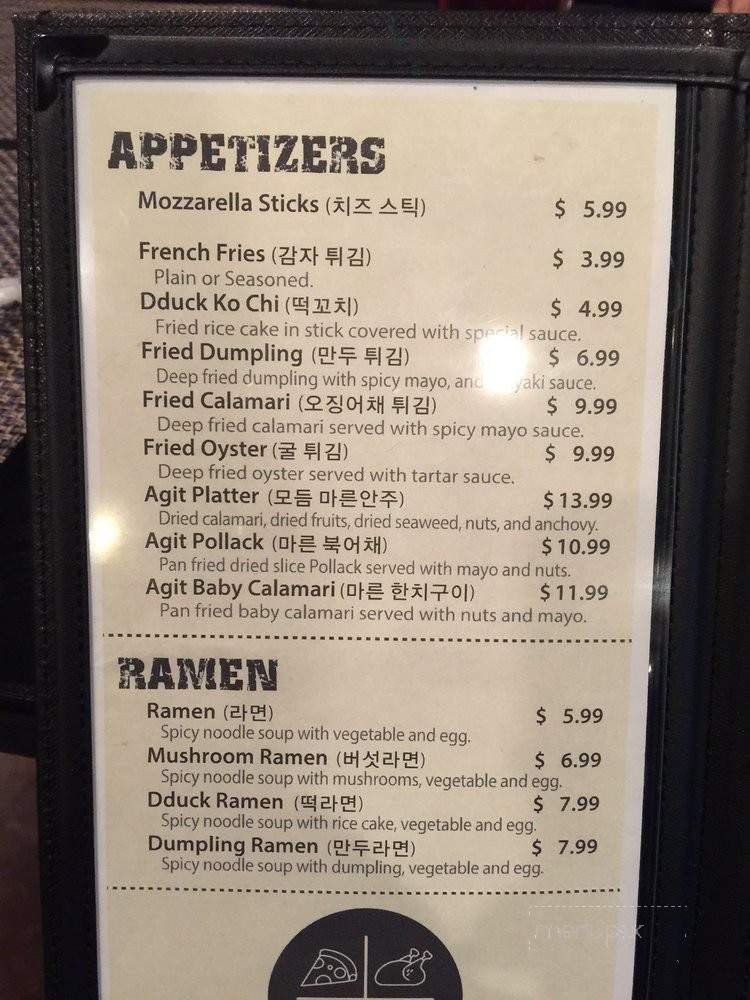 APPETIZERS
Mozzarella Sticks (치즈 스틱) $ 5.99
French Fries (감자 튀김) $ 3.99
Plain or Seasoned.
Dduck Ko Chi (떡꼬치) $ 4.99
Fried rice cake in stick covered with special sauce.
Fried Dumpling (만두 튀김) $ 6.99
Deep fried dumpling with spicy mayo, and sauce.
Fried Calamari (오징어채 튀김) $ 9.99
Deep fried calamari served with spicy mayo sauce.
Fried Oyster (굴 튀김) $ 9.99
Deep fried oyster served with tartar sauce.
Agit Platter (모듬 마른안주) $ 13.99
Dried calamari, dried fruits, dried seaweed, nuts, and anchovy.
Agit Pollack (마른 북어채) $ 10.99
Pan fried dried slice Pollack served with mayo and nuts.
Agit Baby Calamari (마른 한치구이) $ 11.99
Pan fried baby calamari served with nuts and mayo.
RAMEN
Ramen (라면) $ 5.99
Spicy noodle soup with vegetable and egg.
Mushroom Ramen (버섯라면) $ 6.99
Spicy noodle soup with mushrooms, vegetable and egg.
Dduck Ramen (떡라면) $ 7.99
Spicy noodle soup with rice cake, vegetable and egg.
Dumpling Ramen (만두라면) $ 7.99
Spicy noodle soup with dumpling, vegetable and egg.
menupix